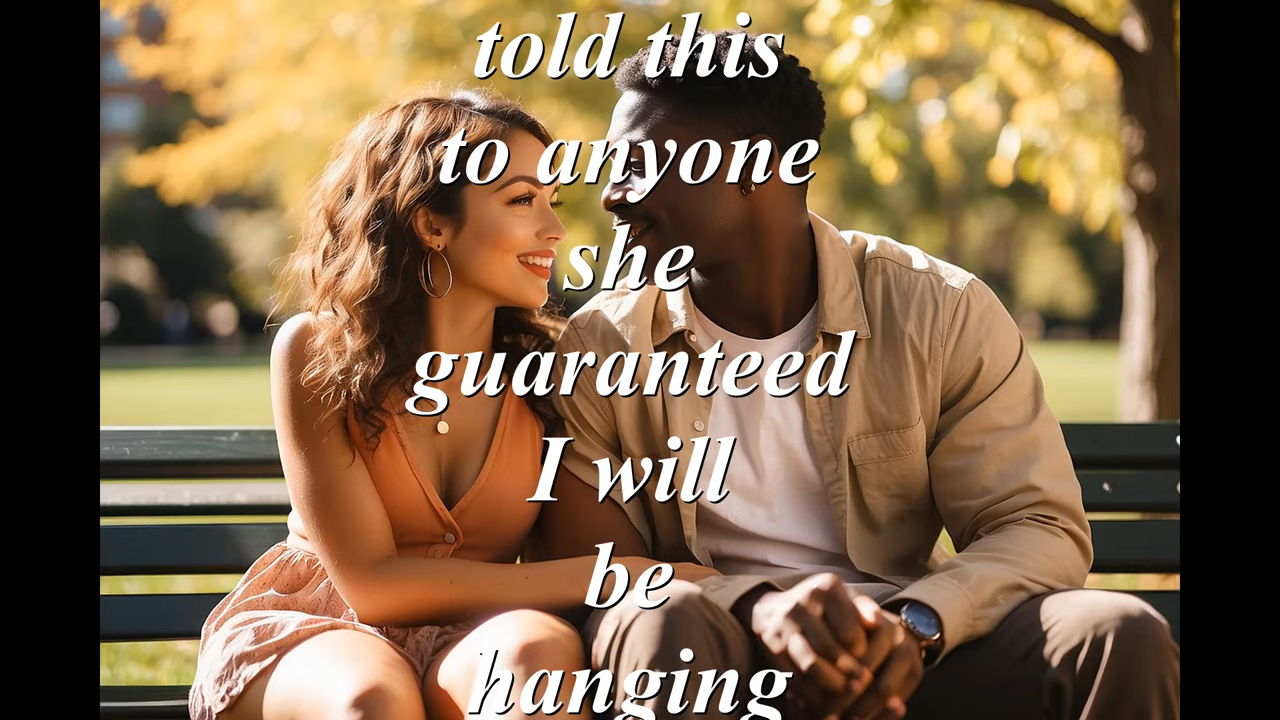 told this
to anyone
she
guaranteed
I will
be
hanging